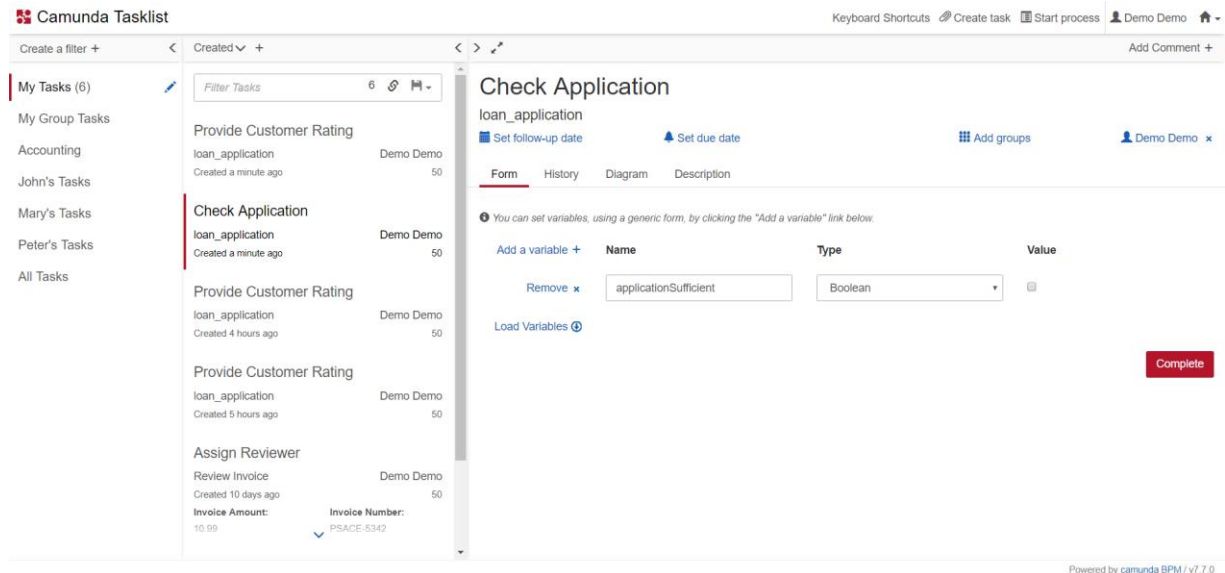 Camunda Tasklist
Keyboard Shortcuts Create task Start process Demo Demo
Create a filter +
Created +
Add Comment +
My Tasks (6)
My Group Tasks
Accounting
John's Tasks
Mary's Tasks
Peter's Tasks
All Tasks
Filter Tasks 6
Provide Customer Rating
loan_application Demo Demo
Created a minute ago 50
Check Application
loan_application Demo Demo
Created a minute ago 50
Provide Customer Rating
loan_application Demo Demo
Created 4 hours ago 50
Provide Customer Rating
loan_application Demo Demo
Created 5 hours ago 50
Assign Reviewer
Review Invoice Demo Demo
Created 10 days ago 50
Invoice Amount: Invoice Number:
10.99 PSACE-5342
Check Application
loan_application
Set follow-up date Set due date Add groups Demo Demo ×
Form History Diagram Description
You can set variables, using a generic form, by clicking the "Add a variable" link below.
Add a variable + Name Type Value
Remove × applicationSufficient Boolean
Load Variables
Complete
Powered by camunda BPM / v7.7.0